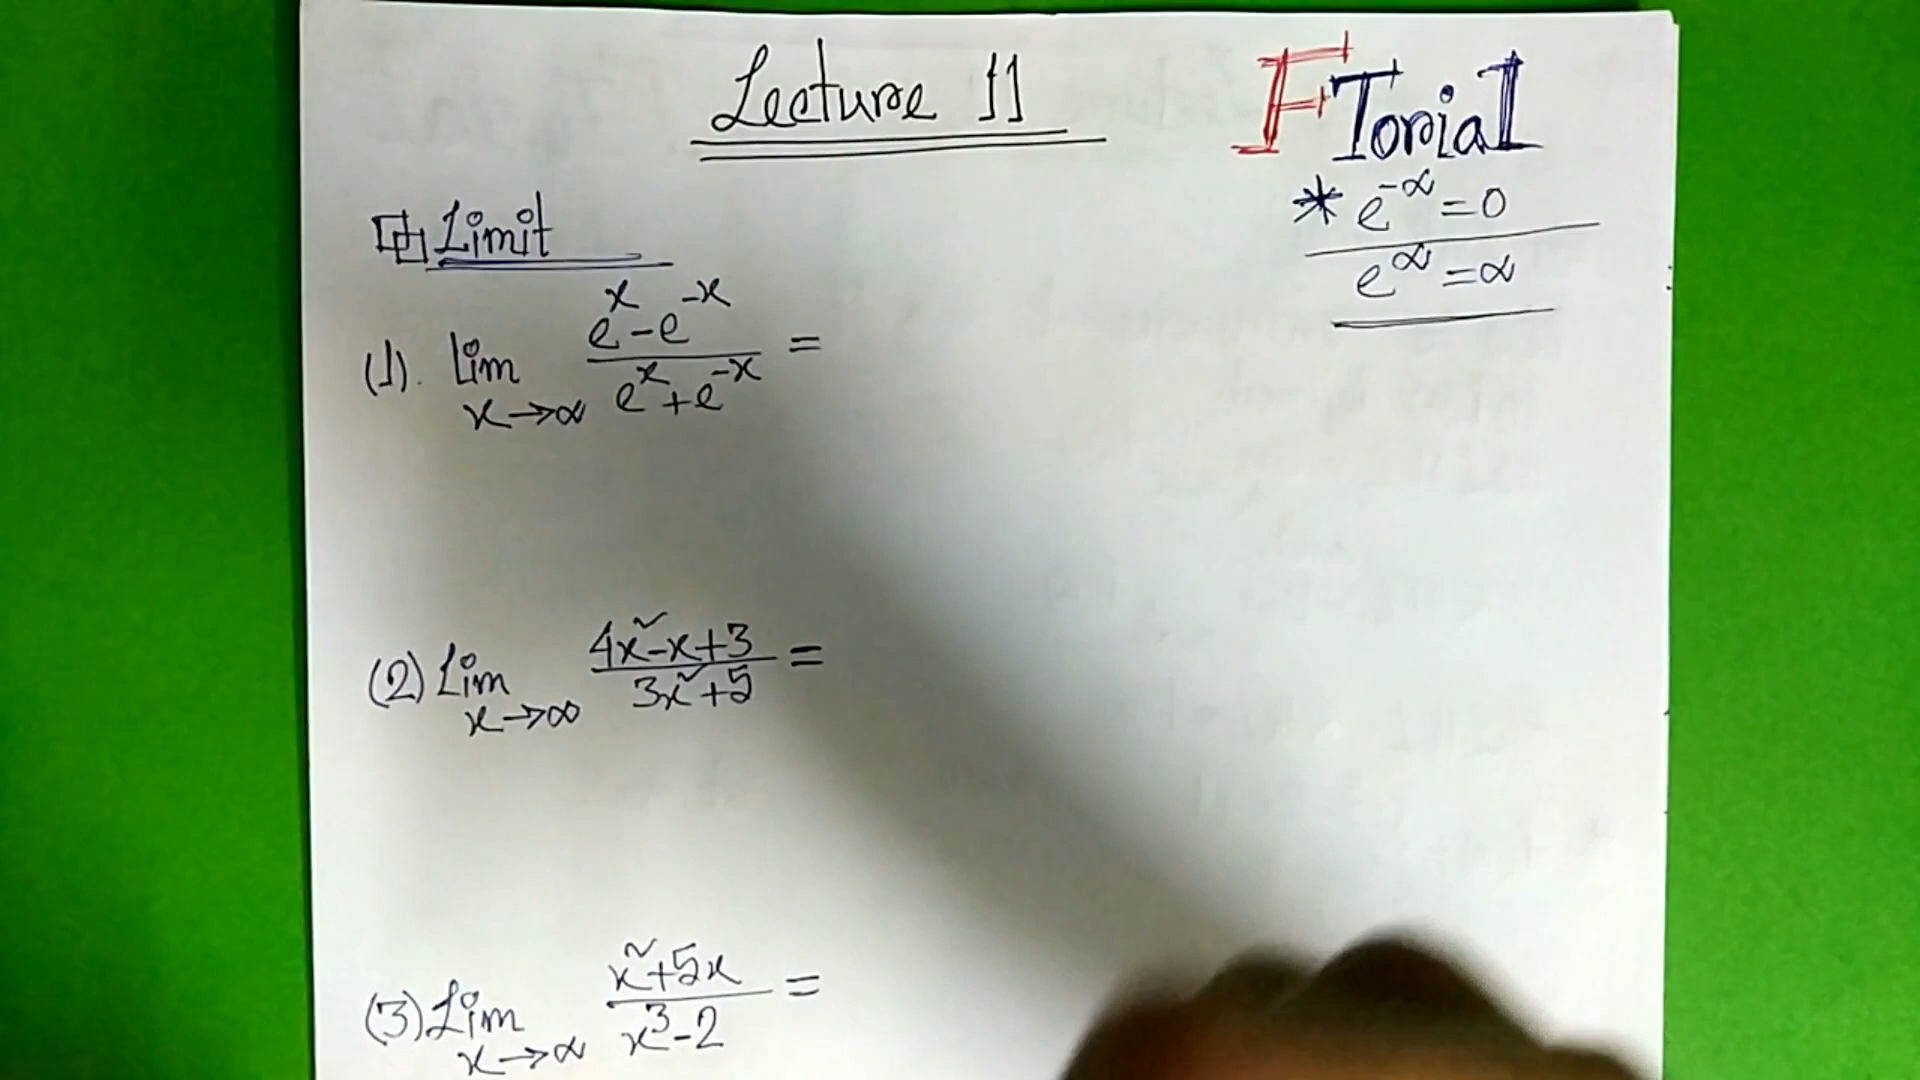 Lecture 11
FTorial
* e^-∝ = 0
e^∝ = ∝
Limit
(1). lim x→∝ (e^x - e^-x)/(e^x + e^-x) =
(2) Lim x→∞ (4x² - x + 3)/(3x² + 5) =
(3) Lim x→∝ (x² + 5x)/(x³ - 2) =